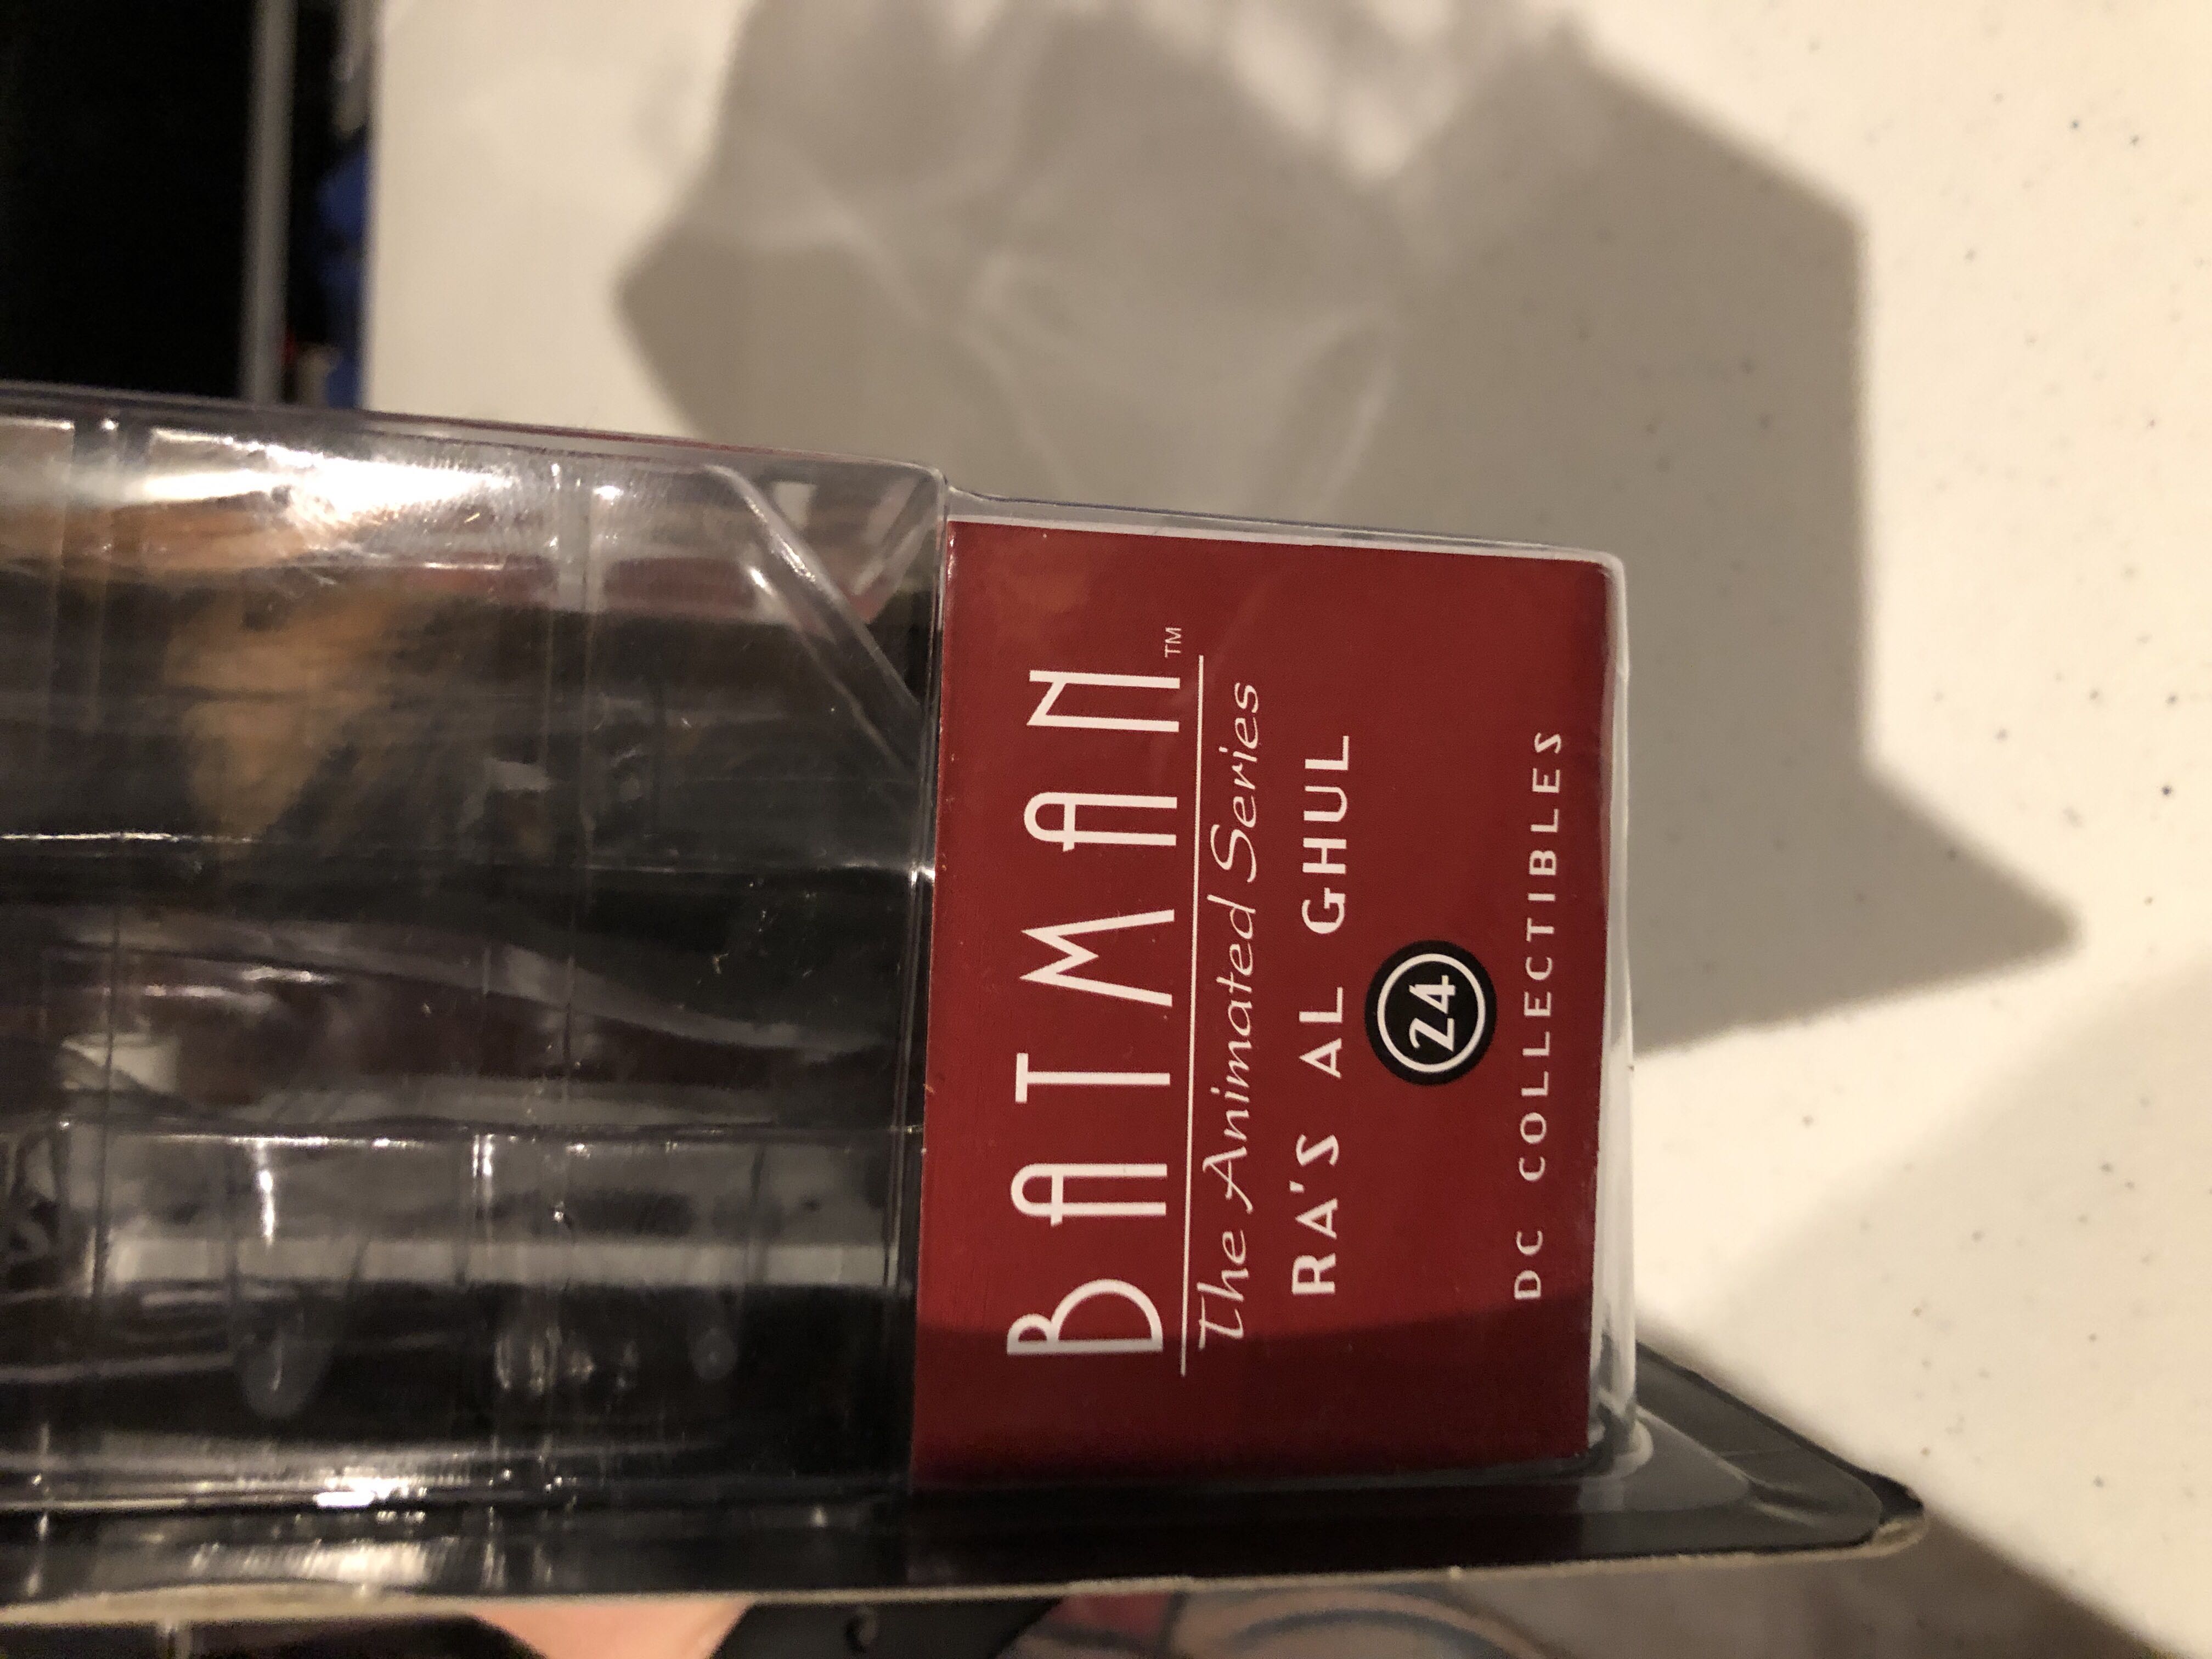 BATMAN™
The Animated Series
RA'S AL GHUL
24
DC COLLECTIBLES